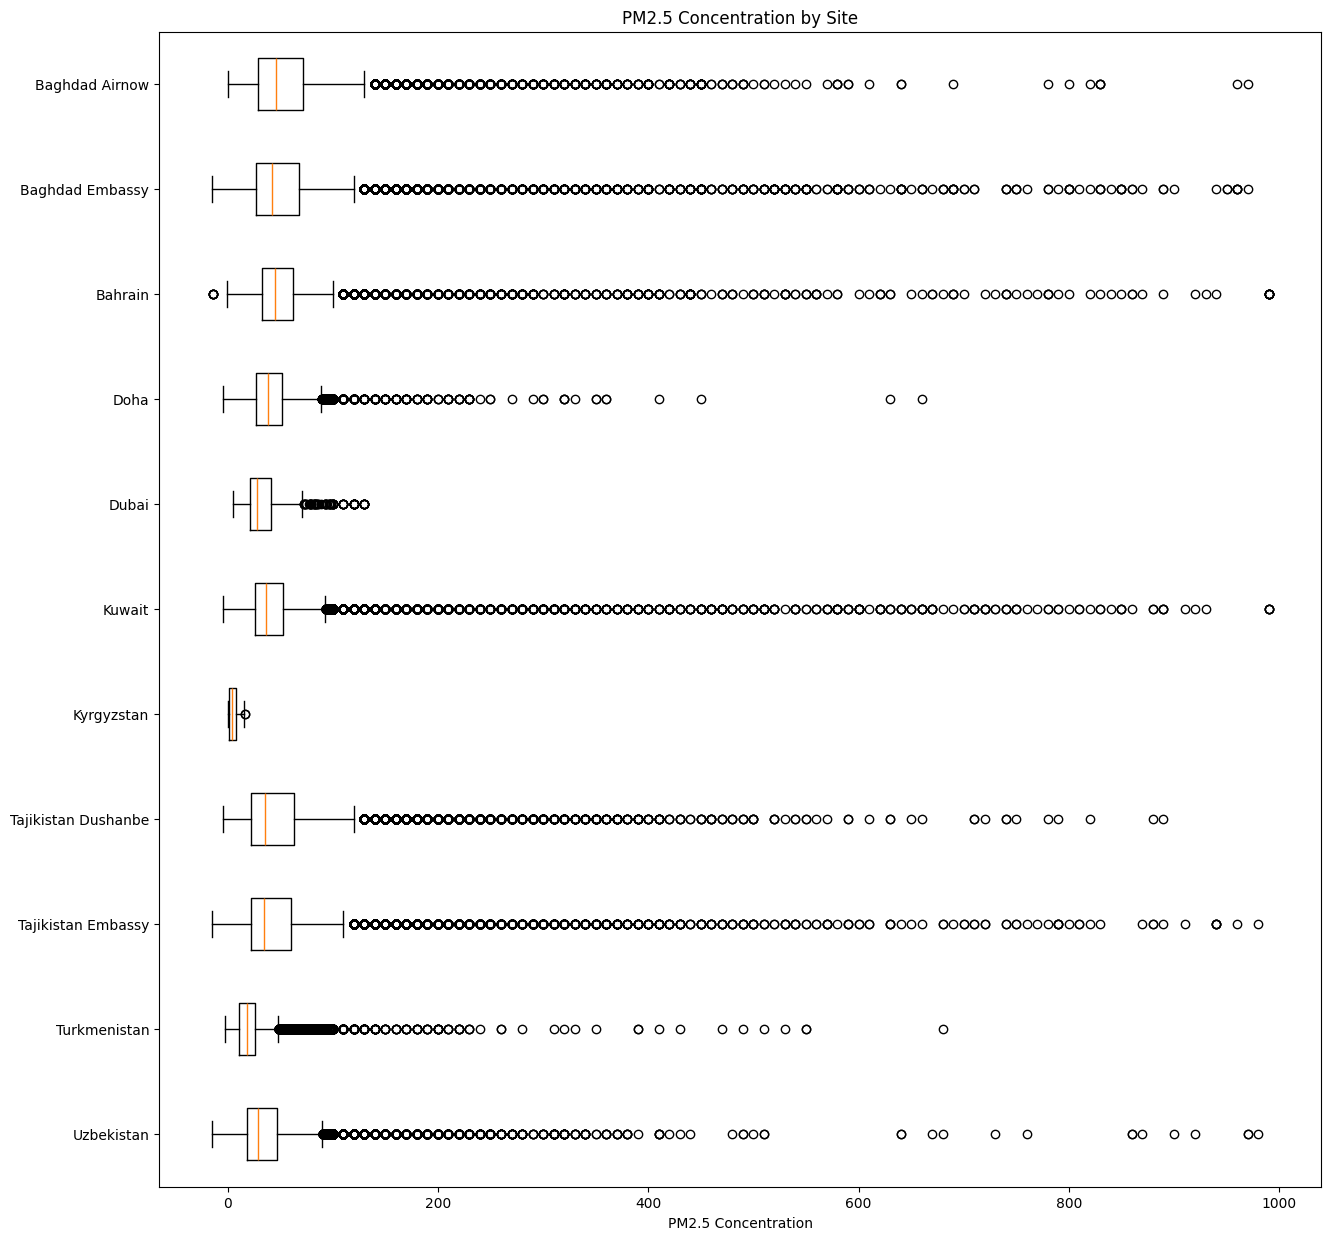 PM2.5 Concentration by Site
Baghdad Airnow
Baghdad Embassy
Bahrain
Doha
Dubai
Kuwait
Kyrgyzstan
Tajikistan Dushanbe
Tajikistan Embassy
Turkmenistan
Uzbekistan
0 200 400 600 800 1000
PM2.5 Concentration